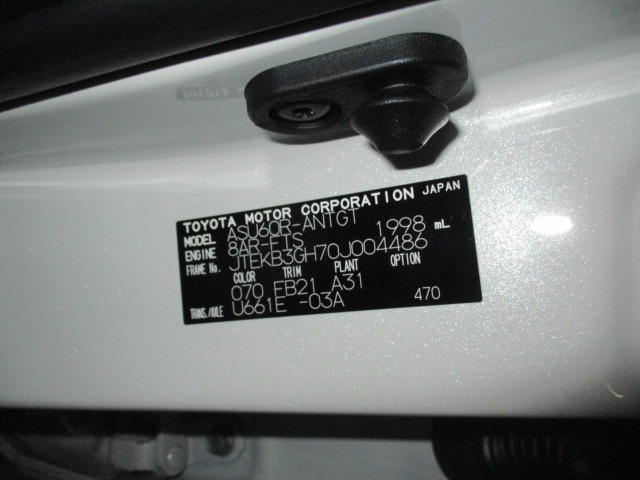 TOYOTA MOTOR CORPORATION JAPAN
MODEL ASU60R-ANTGT
ENGINE 8AR-FTS 1998 mL
FRAME No. JTEKB3GH70J004486
COLOR TRIM PLANT OPTION
070 EB21 A31
TRANS./AXLE U661E -03A 470